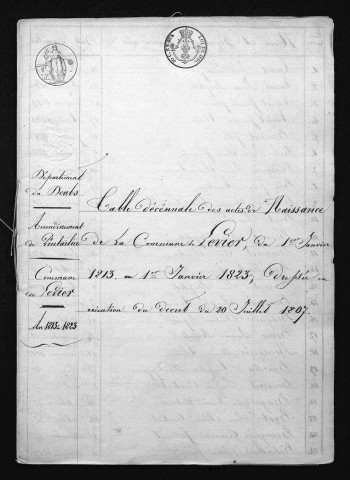 Département
du Doubs
Arrondissement
de Pontarlier
Commune
de Levier
An 1813-1823
Table décennale des actes de Naissance
de la Commune de Levier, du 1er Janvier
1813 au 1er Janvier 1823, dressée en
exécution du décret du 20 Juillet 1807.